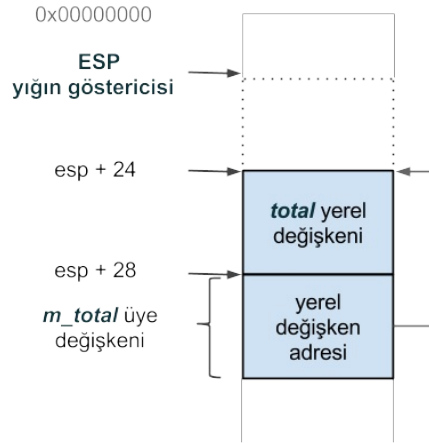 0x00000000
ESP
yığın göstericisi
esp + 24
total yerel
değişkeni
esp + 28
m_total üye
değişkeni
yerel
değişken
adresi